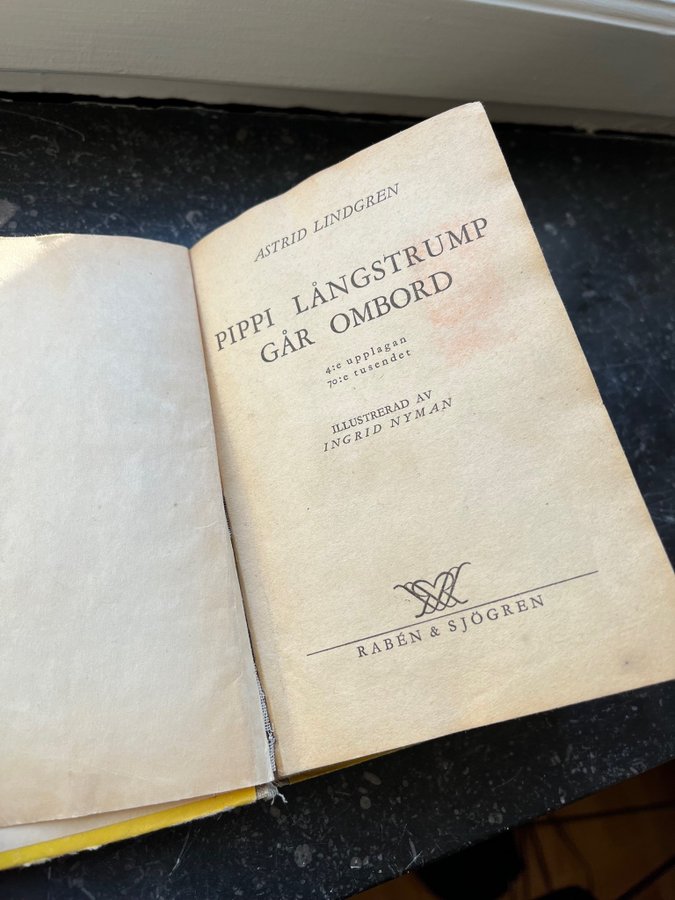 ASTRID LINDGREN
PIPPI LÅNGSTRUMP
GÅR OMBORD
4:e upplagan
70:e tusendet
ILLUSTRERAD AV
INGRID NYMAN
RABÉN & SJÖGREN